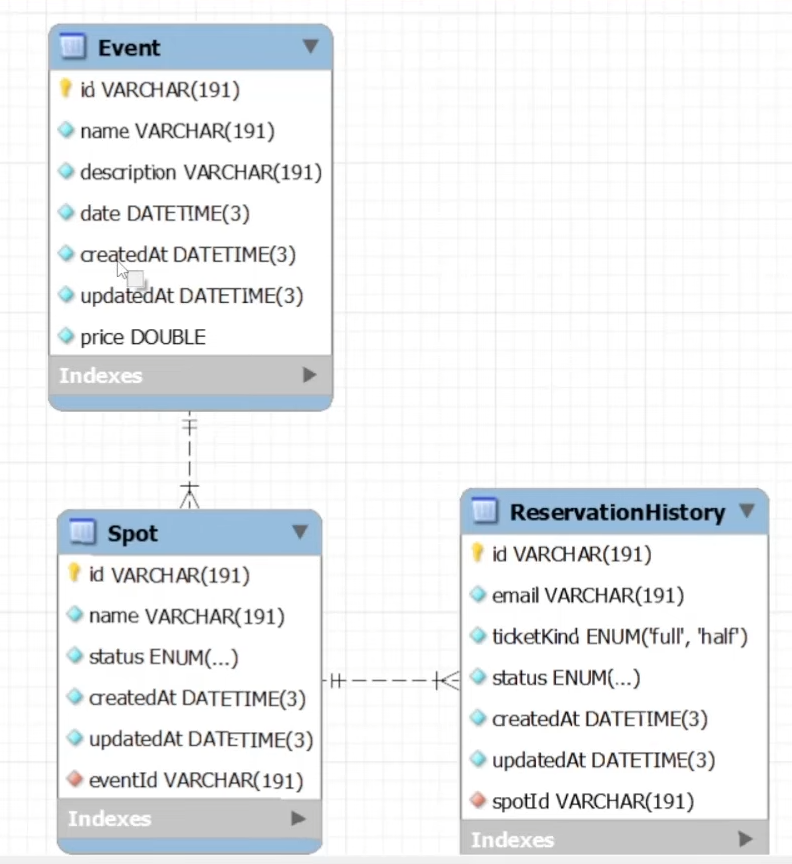 Event
id VARCHAR(191)
name VARCHAR(191)
description VARCHAR(191)
date DATETIME(3)
createdAt DATETIME(3)
updatedAt DATETIME(3)
price DOUBLE
Indexes
Spot
id VARCHAR(191)
name VARCHAR(191)
status ENUM(...)
createdAt DATETIME(3)
updatedAt DATETIME(3)
eventId VARCHAR(191)
Indexes
ReservationHistory
id VARCHAR(191)
email VARCHAR(191)
ticketKind ENUM('full', 'half')
status ENUM(...)
createdAt DATETIME(3)
updatedAt DATETIME(3)
spotId VARCHAR(191)
Indexes